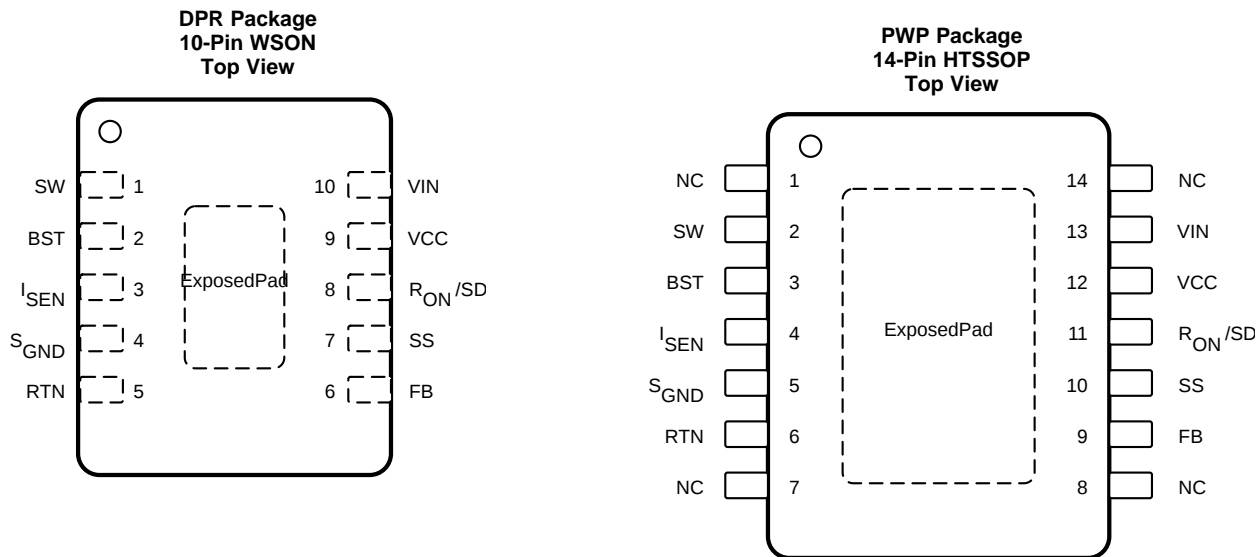 DPR Package
10-Pin WSON
Top View
SW 1 10 VIN
BST 2 9 VCC
ISEN 3 ExposedPad 8 RON/SD
SGND 4 7 SS
RTN 5 6 FB
PWP Package
14-Pin HTSSOP
Top View
NC 1 14 NC
SW 2 13 VIN
BST 3 12 VCC
ISEN 4 ExposedPad 11 RON/SD
SGND 5 10 SS
RTN 6 9 FB
NC 7 8 NC